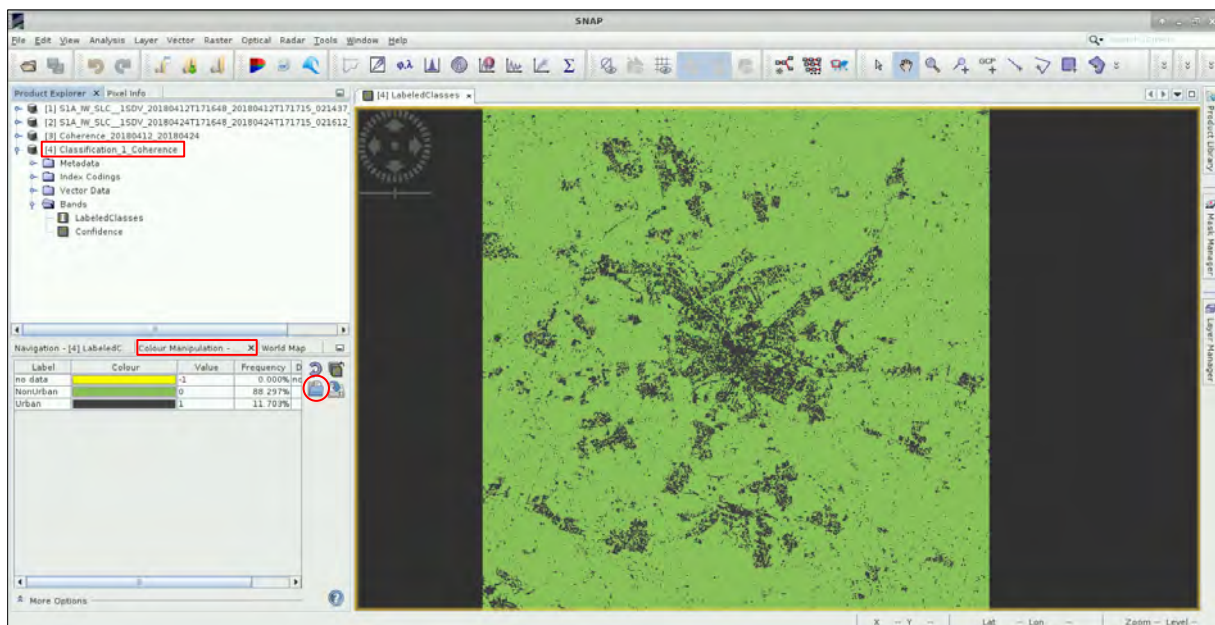 SNAP
File Edit View Analysis Layer Vector Raster Optical Radar Tools Window Help
Product Explorer X Pixel Info
[4] LabeledClasses
[1] S1A_IW_SLC__1SDV_20180412T171648_20180412T171715_021437_
[2] S1A_IW_SLC__1SDV_20180424T171648_20180424T171715_021612_
[3] Coherence_20180412_20180424
[4] Classification_1_Coherence
Metadata
Index Codings
Vector Data
Bands
LabeledClasses
Confidence
Product Library
Mask Manager
Layer Manager
Navigation - [4] LabeledC...
Colour Manipulation - ... X World Map
Label Colour Value Frequency D
no data -1 0.000% no
NonUrban 0 88.297%
Urban 1 11.703%
More Options
X -- Y -- Lat -- Lon -- Zoom -- Level --